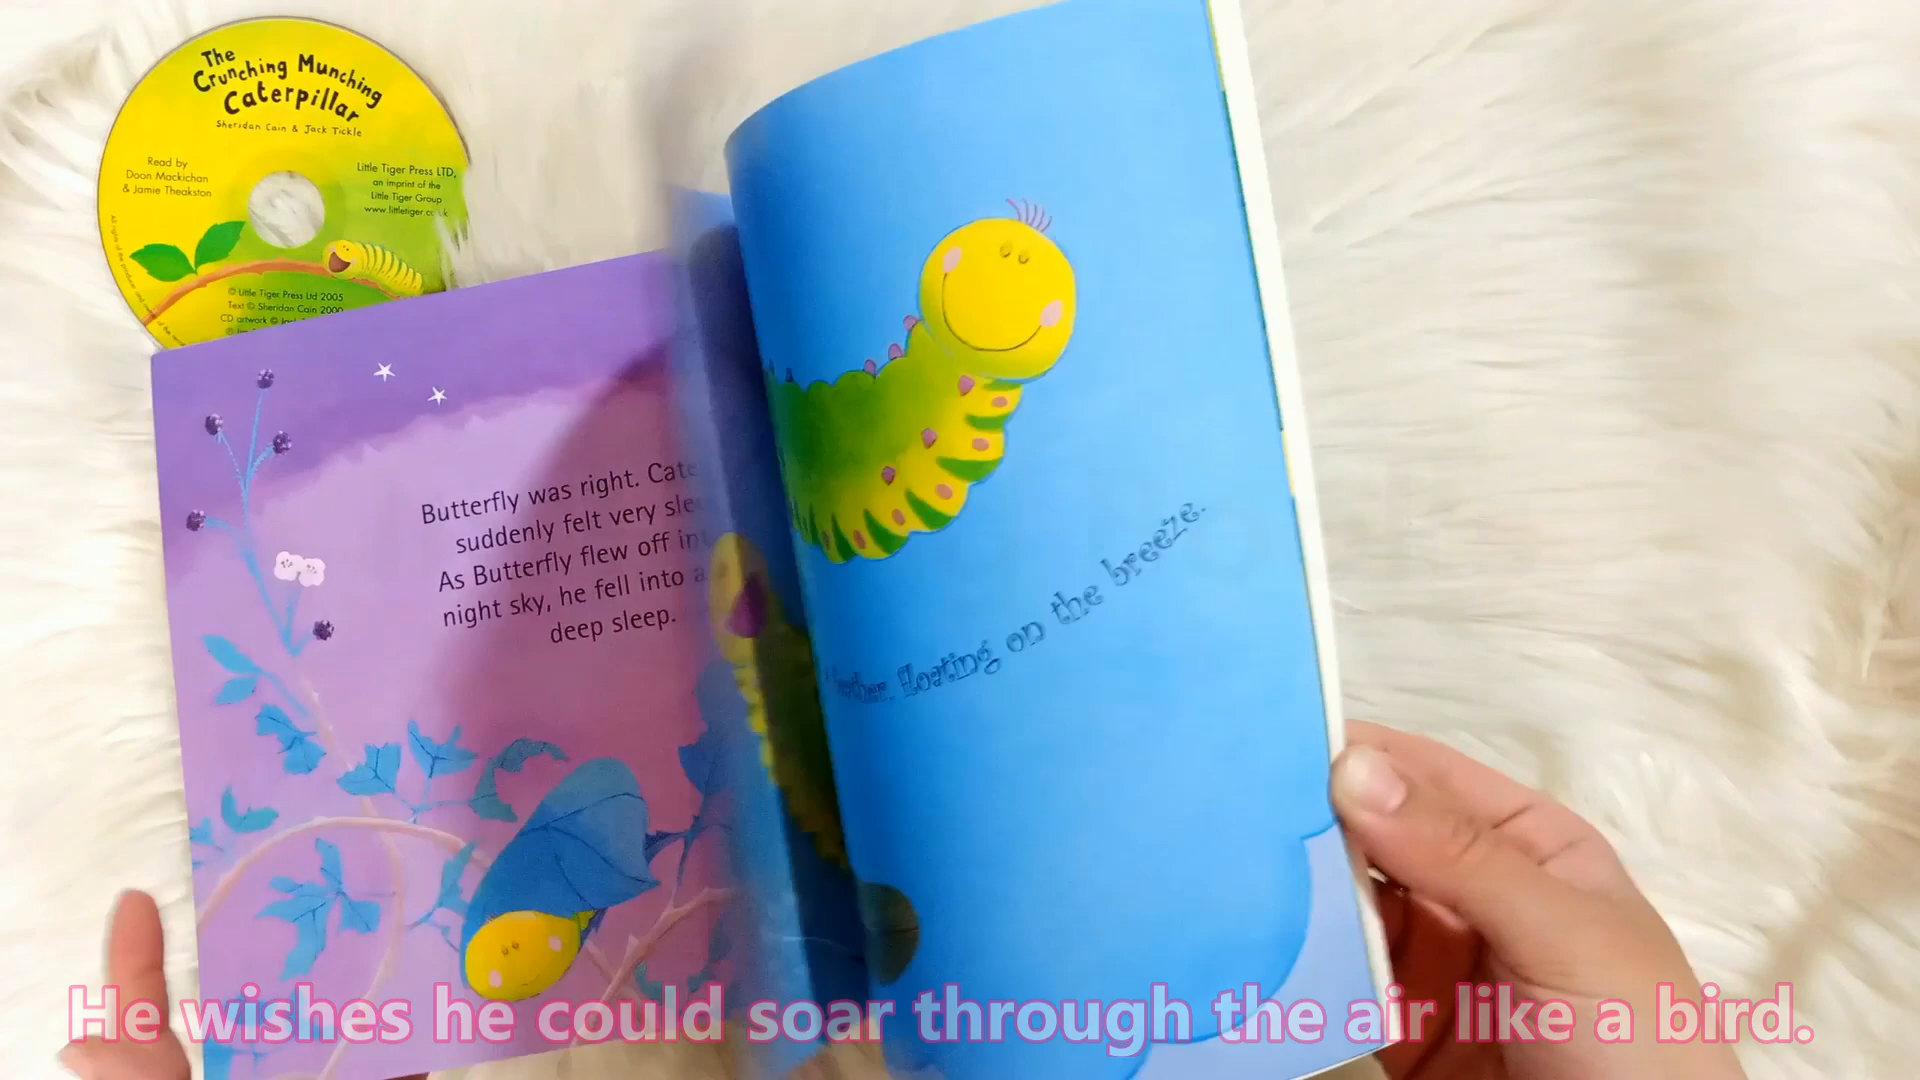 The
Crunching Munching
Caterpillar
Sheridan Cain & Jack Tickle
Read by
Doon Mackichan
& Jamie Theakston
Little Tiger Press LTD,
an imprint of the
Little Tiger Group
© Little Tiger Press Ltd 2005
Text © Sheridan Cain 2000
CD artwork ©
Butterfly was right.
suddenly felt very
As Butterfly flew off
night sky, he fell into a
deep sleep.
floating on the breeze.
He wishes he could soar through the air like a bird.